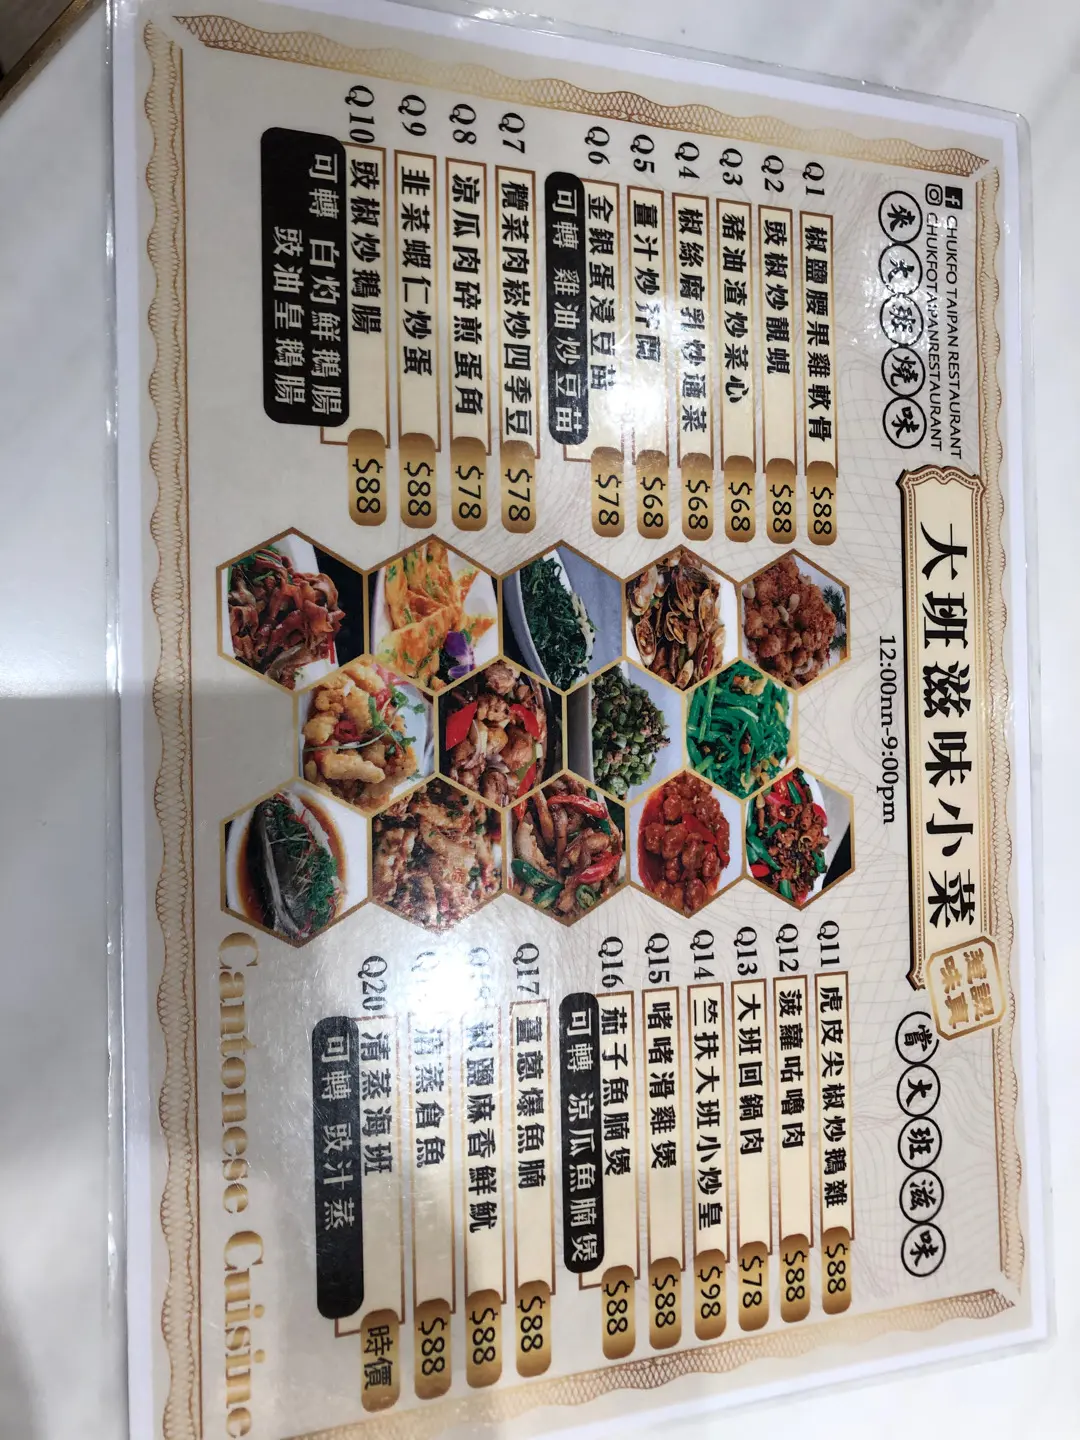 CHUKFO TAIPAN RESTAURANT
CHUKFOTAIPANRESTAURANT
來大班燒味
大班滋味小菜
12:00nn-9:00pm
嘗大班滋味
Q1 椒鹽腰果雞軟骨 $88
Q2 豉椒炒靚蜆 $88
Q3 豬油渣炒菜心 $68
Q4 椒絲腐乳炒通菜 $68
Q5 薑汁炒芥蘭 $68
Q6 金銀蛋浸豆苗 $78
可轉 雞油炒豆苗
Q7 欖菜肉崧炒四季豆 $78
Q8 涼瓜肉碎煎蛋角 $78
Q9 韭菜蝦仁炒蛋 $88
Q10 豉椒炒鵝腸 $88
可轉 白灼鮮鵝腸
豉油皇鵝腸
Q11 虎皮尖椒炒鵝雜 $88
Q12 菠蘿咕嚕肉 $88
Q13 大班回鍋肉 $78
Q14 竺扶大班小炒皇 $98
Q15 啫啫滑雞煲 $88
Q16 茄子魚腩煲 $88
可轉 涼瓜魚腩煲
Q17 薑蔥爆魚腩 $88
椒鹽麻香鮮魷 $88
清蒸倉魚 $88
Q20 清蒸海班 時價
可轉 豉汁蒸
Cantonese Cuisine